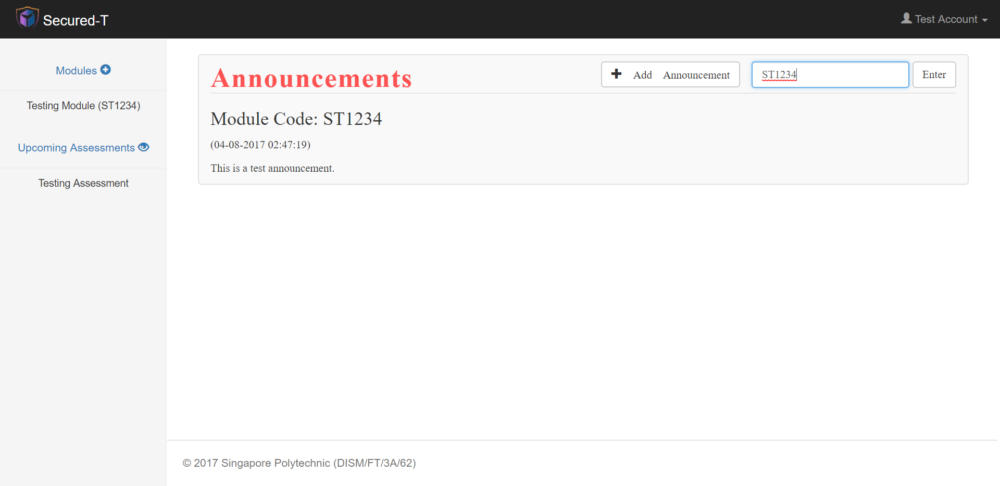 Secured-T
Test Account
Modules
Testing Module (ST1234)
Upcoming Assessments
Testing Assessment
Announcements
Add Announcement
ST1234
Enter
Module Code: ST1234
(04-08-2017 02:47:19)
This is a test announcement.
© 2017 Singapore Polytechnic (DISM/FT/3A/62)